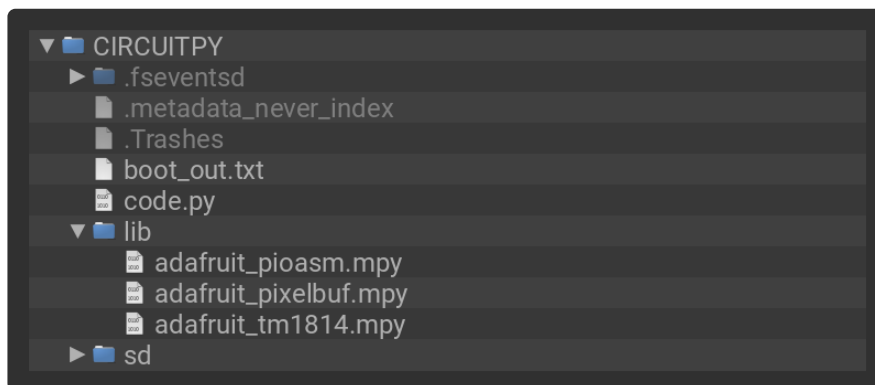 CIRCUITPY
.fseventsd
.metadata_never_index
.Trashes
boot_out.txt
code.py
lib
adafruit_pioasm.mpy
adafruit_pixelbuf.mpy
adafruit_tm1814.mpy
sd